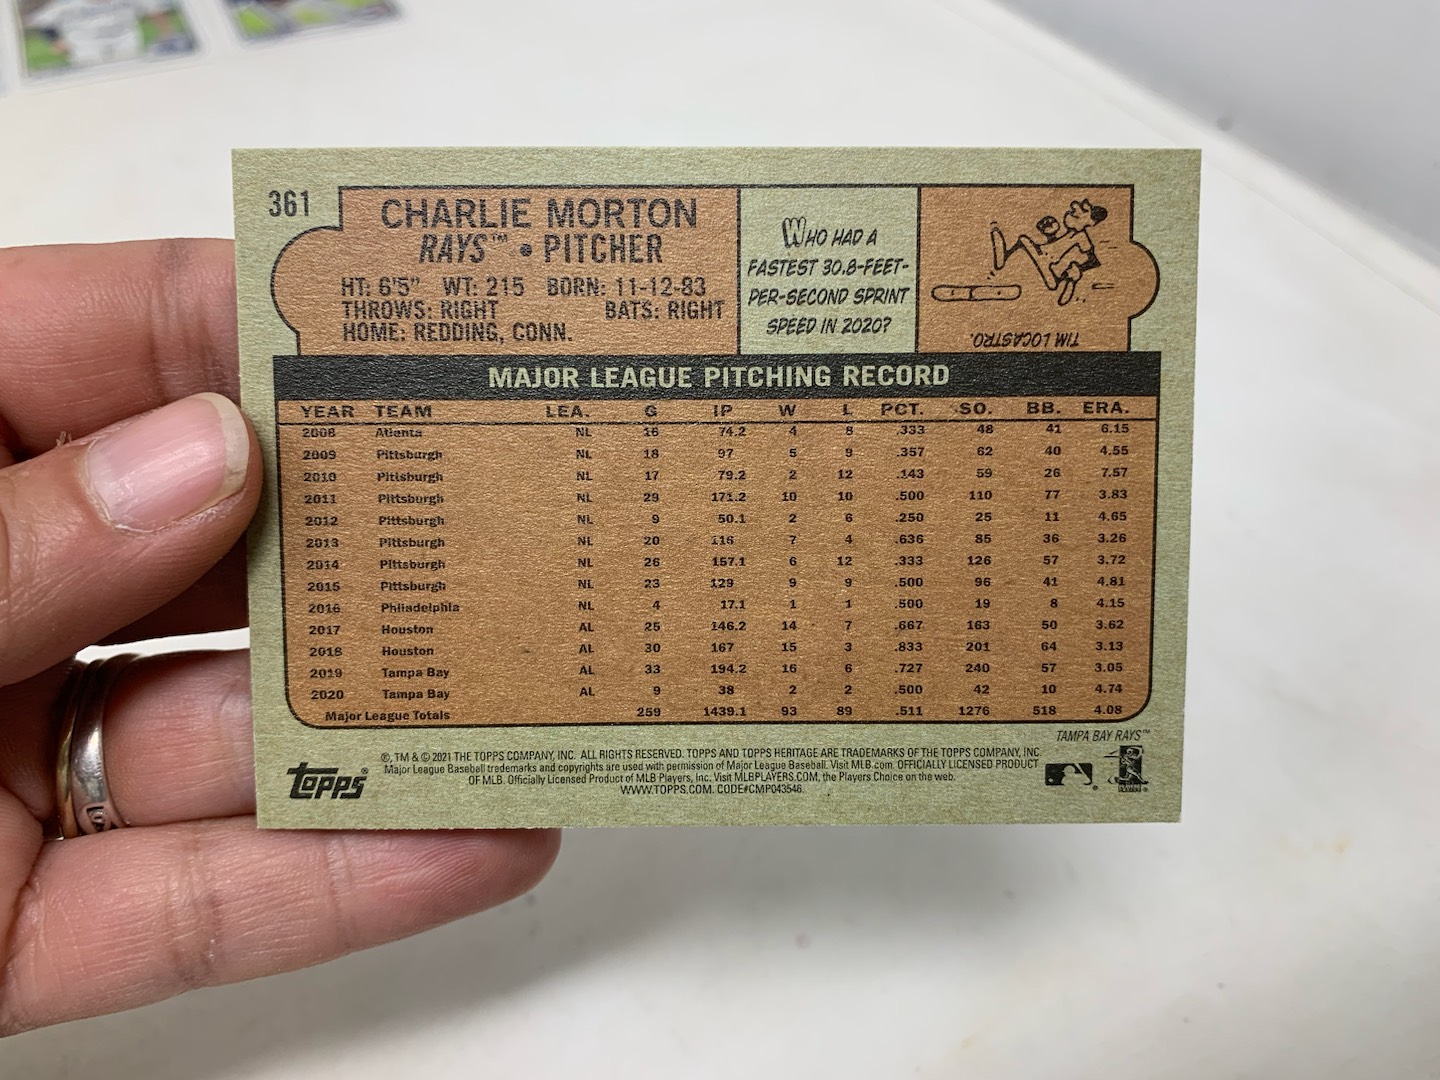 361
CHARLIE MORTON
RAYS™ • PITCHER
HT: 6'5" WT: 215 BORN: 11-12-83
THROWS: RIGHT BATS: RIGHT
HOME: REDDING, CONN.
WHO HAD A
FASTEST 30.8-FEET-
PER-SECOND SPRINT
SPEED IN 2020?
TIM LOCASTRO.
MAJOR LEAGUE PITCHING RECORD
YEAR TEAM LEA. G IP W L PCT. SO. BB. ERA.
2008 Atlanta NL 16 74.2 4 8 .333 48 41 6.15
2009 Pittsburgh NL 18 97 5 9 .357 62 40 4.55
2010 Pittsburgh NL 17 79.2 2 12 .143 59 26 7.57
2011 Pittsburgh NL 29 171.2 10 10 .500 110 77 3.83
2012 Pittsburgh NL 9 50.1 2 6 .250 25 11 4.65
2013 Pittsburgh NL 20 116 7 4 .636 85 36 3.26
2014 Pittsburgh NL 26 157.1 6 12 .333 126 57 3.72
2015 Pittsburgh NL 23 129 9 9 .500 96 41 4.81
2016 Philadelphia NL 4 17.1 1 1 .500 19 8 4.15
2017 Houston AL 25 146.2 14 7 .667 163 50 3.62
2018 Houston AL 30 167 15 3 .833 201 64 3.13
2019 Tampa Bay AL 33 194.2 16 6 .727 240 57 3.05
2020 Tampa Bay AL 9 38 2 2 .500 42 10 4.74
Major League Totals 259 1439.1 93 89 .511 1276 518 4.08
TAMPA BAY RAYS™
topps®
®, TM & © 2021 THE TOPPS COMPANY, INC. ALL RIGHTS RESERVED. TOPPS AND TOPPS HERITAGE ARE TRADEMARKS OF THE TOPPS COMPANY, INC.
Major League Baseball trademarks and copyrights are used with permission of Major League Baseball. Visit MLB.com. OFFICIALLY LICENSED PRODUCT
OF MLB. Officially Licensed Product of MLB Players, Inc. Visit MLBPLAYERS.COM, the Players Choice on the web.
WWW.TOPPS.COM. CODE#CMP043546.